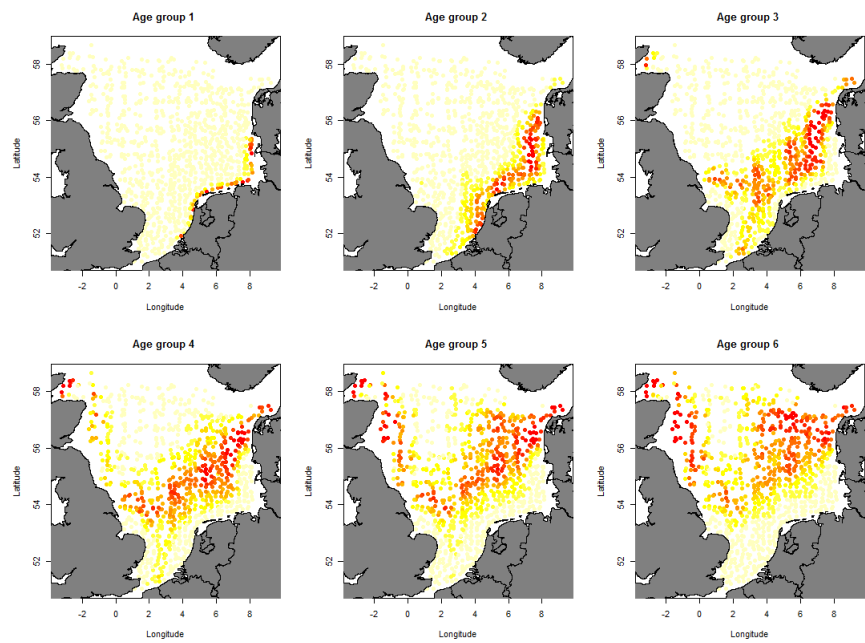 Age group 1
Age group 2
Age group 3
Latitude
58
56
54
52
-2 0 2 4 6 8
Longitude
Latitude
58
56
54
52
-2 0 2 4 6 8
Longitude
Latitude
58
56
54
52
-2 0 2 4 6 8
Longitude
Age group 4
Age group 5
Age group 6
Latitude
58
56
54
52
-2 0 2 4 6 8
Longitude
Latitude
58
56
54
52
-2 0 2 4 6 8
Longitude
Latitude
58
56
54
52
-2 0 2 4 6 8
Longitude